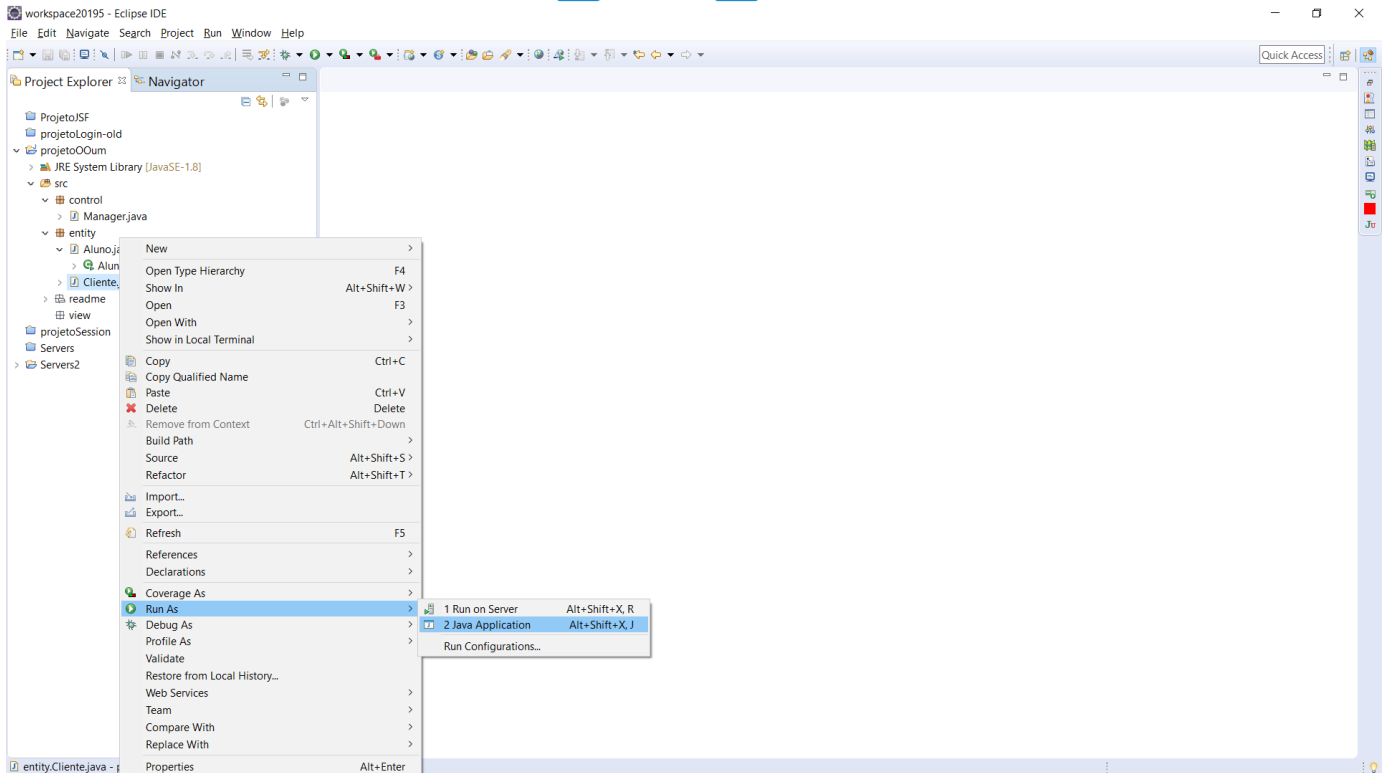 workspace20195 - Eclipse IDE
File Edit Navigate Search Project Run Window Help
Quick Access
Project Explorer Navigator
ProjetoJSF
projetoLogin-old
projetoOOum
JRE System Library [JavaSE-1.8]
src
control
Manager.java
entity
Aluno.ja
Alun
Cliente.
readme
view
projetoSession
Servers
Servers2
New
Open Type Hierarchy F4
Show In Alt+Shift+W
Open F3
Open With
Show in Local Terminal
Copy Ctrl+C
Copy Qualified Name
Paste Ctrl+V
Delete Delete
Remove from Context Ctrl+Alt+Shift+Down
Build Path
Source Alt+Shift+S
Refactor Alt+Shift+T
Import...
Export...
Refresh F5
References
Declarations
Coverage As
Run As
Debug As
Profile As
Validate
Restore from Local History...
Web Services
Team
Compare With
Replace With
Properties Alt+Enter
1 Run on Server Alt+Shift+X, R
2 Java Application Alt+Shift+X, J
Run Configurations...
entity.Cliente.java - p